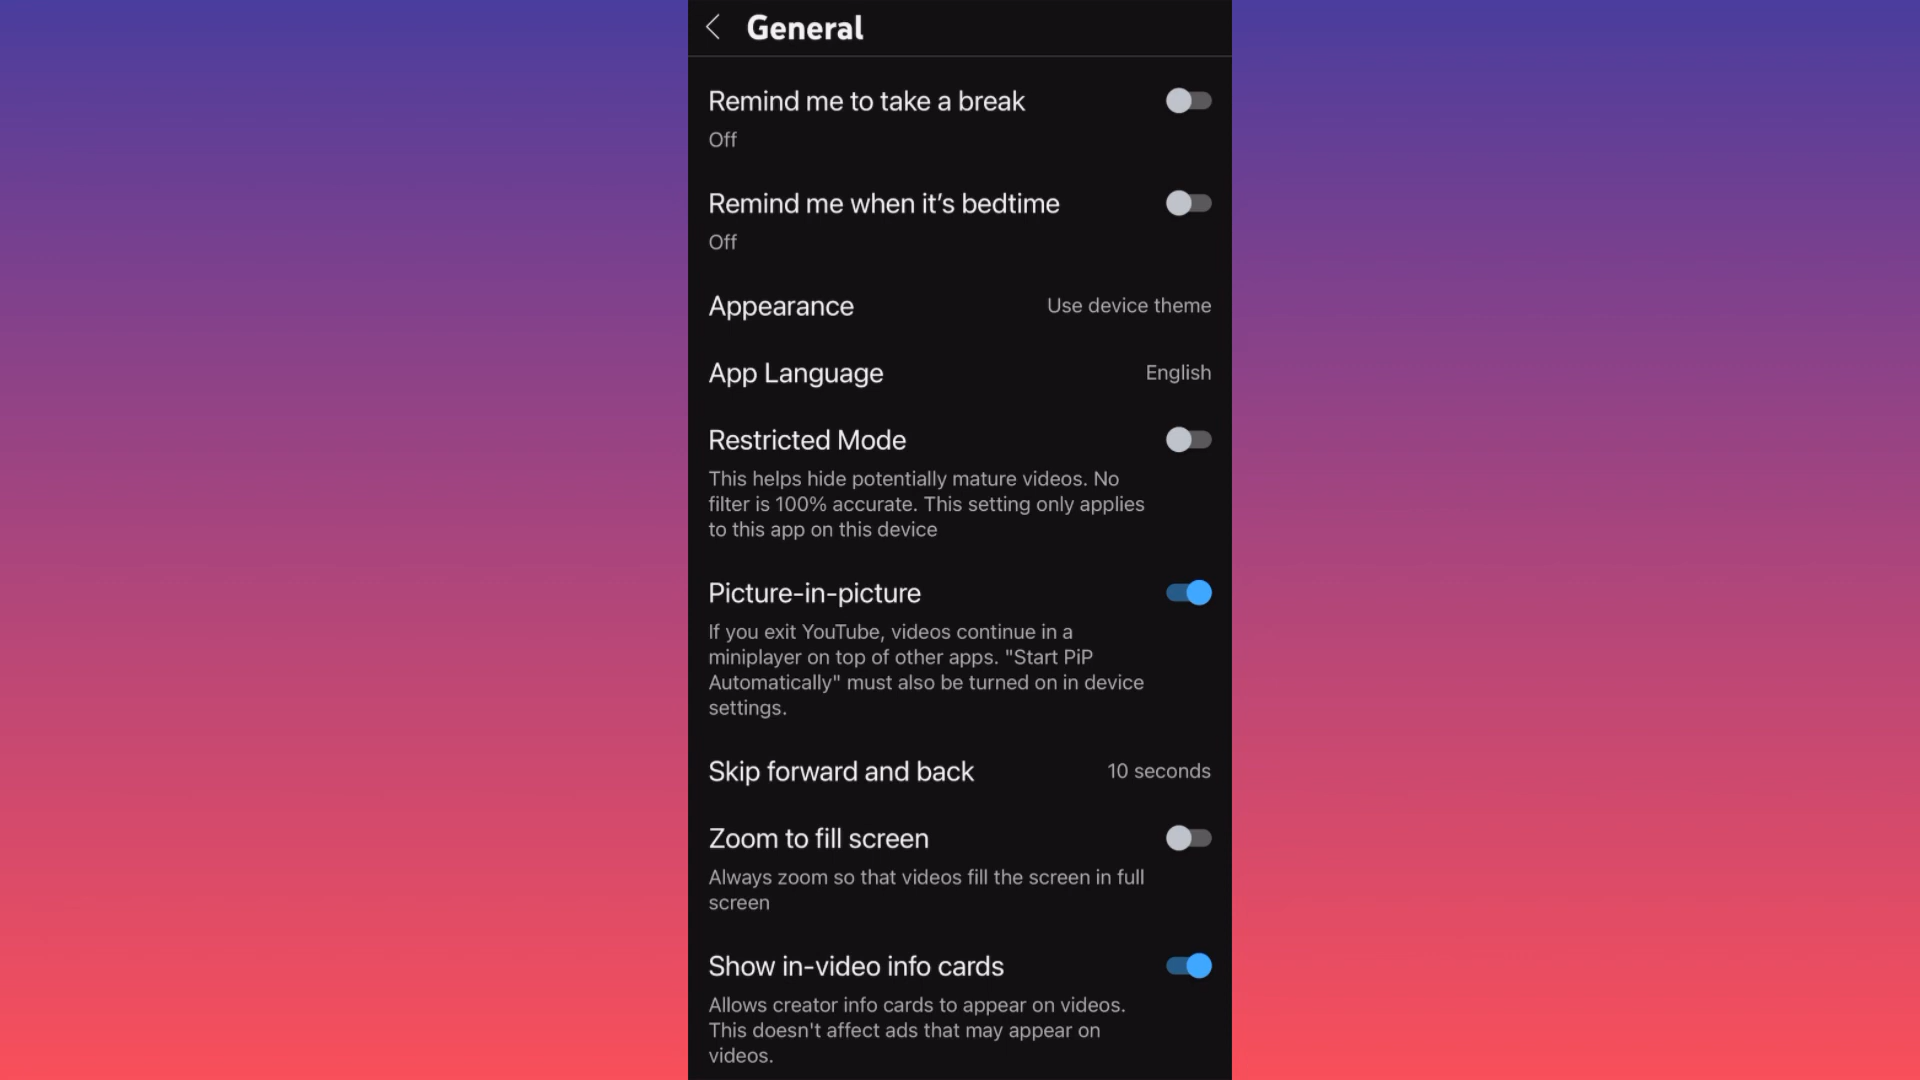 General
Remind me to take a break
Off
Remind me when it’s bedtime
Off
Appearance
Use device theme
App Language
English
Restricted Mode
This helps hide potentially mature videos. No
filter is 100% accurate. This setting only applies
to this app on this device
Picture-in-picture
If you exit YouTube, videos continue in a
miniplayer on top of other apps. "Start PiP
Automatically" must also be turned on in device
settings.
Skip forward and back
10 seconds
Zoom to fill screen
Always zoom so that videos fill the screen in full
screen
Show in-video info cards
Allows creator info cards to appear on videos.
This doesn't affect ads that may appear on
videos.